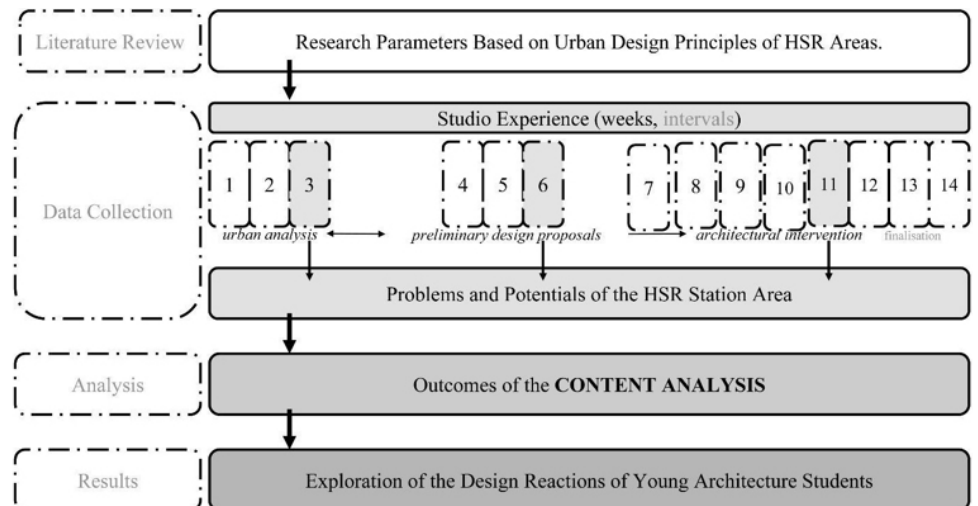 Literature Review
Research Parameters Based on Urban Design Principles of HSR Areas.
Data Collection
Studio Experience (weeks, intervals)
1 2 3 4 5 6 7 8 9 10 11 12 13 14
urban analysis preliminary design proposals architectural intervention finalisation
Problems and Potentials of the HSR Station Area
Analysis
Outcomes of the CONTENT ANALYSIS
Results
Exploration of the Design Reactions of Young Architecture Students